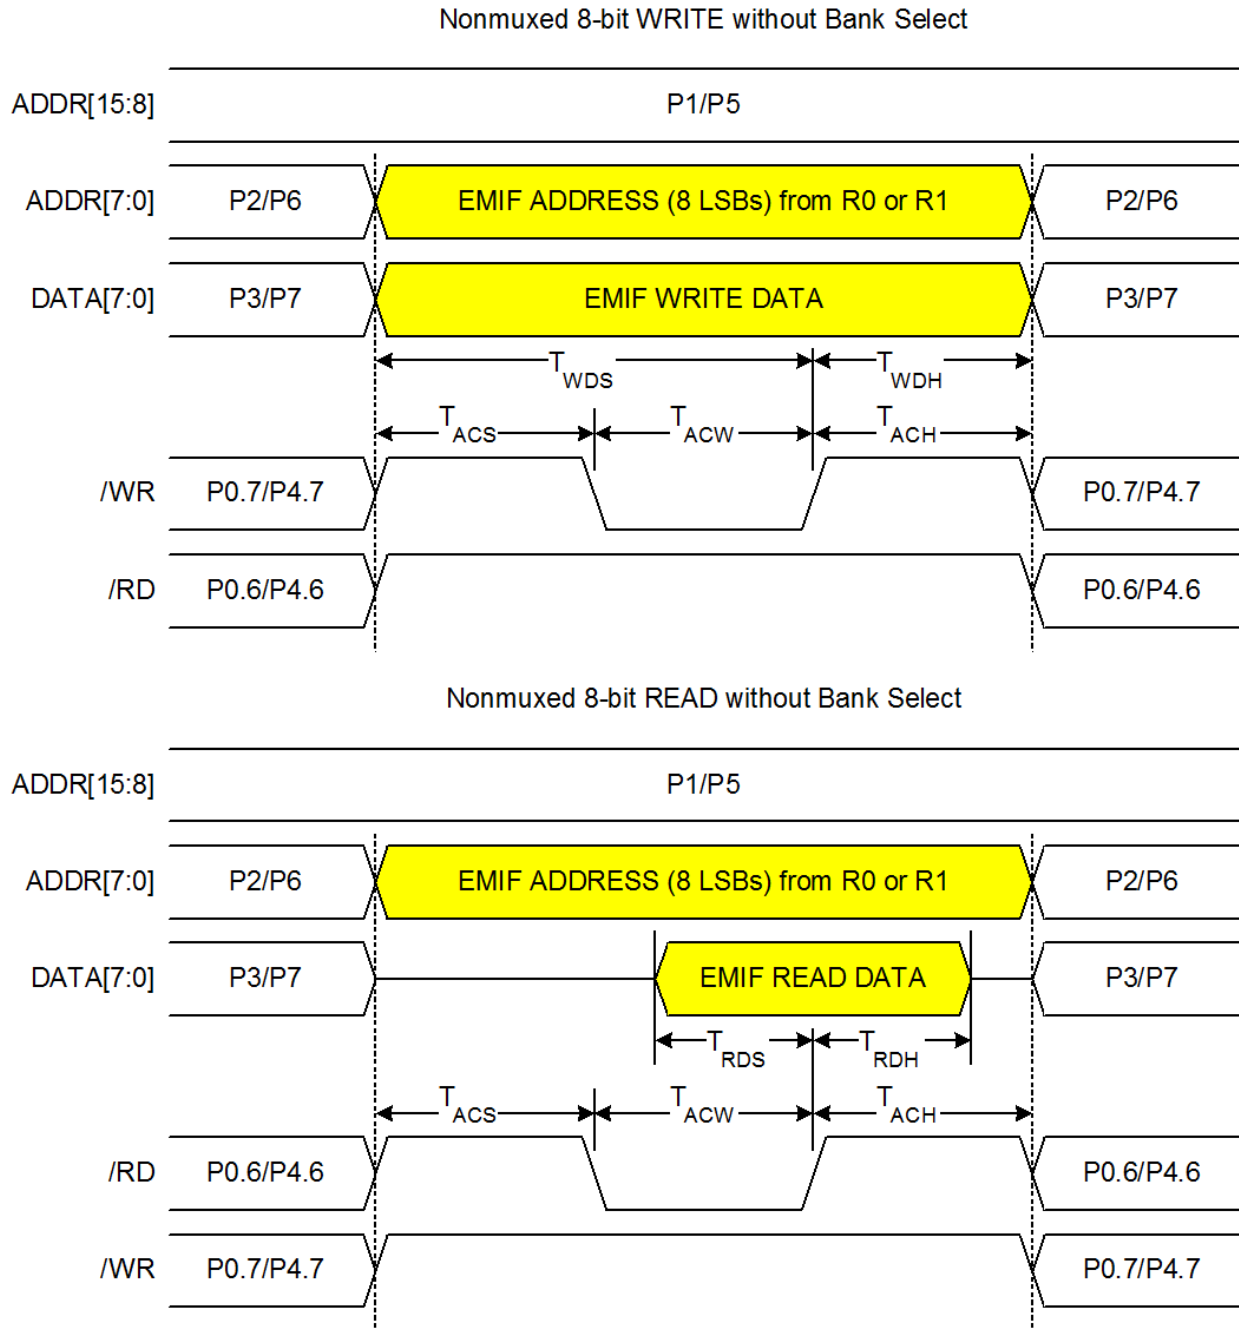 Nonmuxed 8-bit WRITE without Bank Select
ADDR[15:8] P1/P5
ADDR[7:0] P2/P6 EMIF ADDRESS (8 LSBs) from R0 or R1 P2/P6
DATA[7:0] P3/P7 EMIF WRITE DATA P3/P7
TWDS TWDH
TACS TACW TACH
/WR P0.7/P4.7 P0.7/P4.7
/RD P0.6/P4.6 P0.6/P4.6
Nonmuxed 8-bit READ without Bank Select
ADDR[15:8] P1/P5
ADDR[7:0] P2/P6 EMIF ADDRESS (8 LSBs) from R0 or R1 P2/P6
DATA[7:0] P3/P7 EMIF READ DATA P3/P7
TRDS TRDH
TACS TACW TACH
/RD P0.6/P4.6 P0.6/P4.6
/WR P0.7/P4.7 P0.7/P4.7